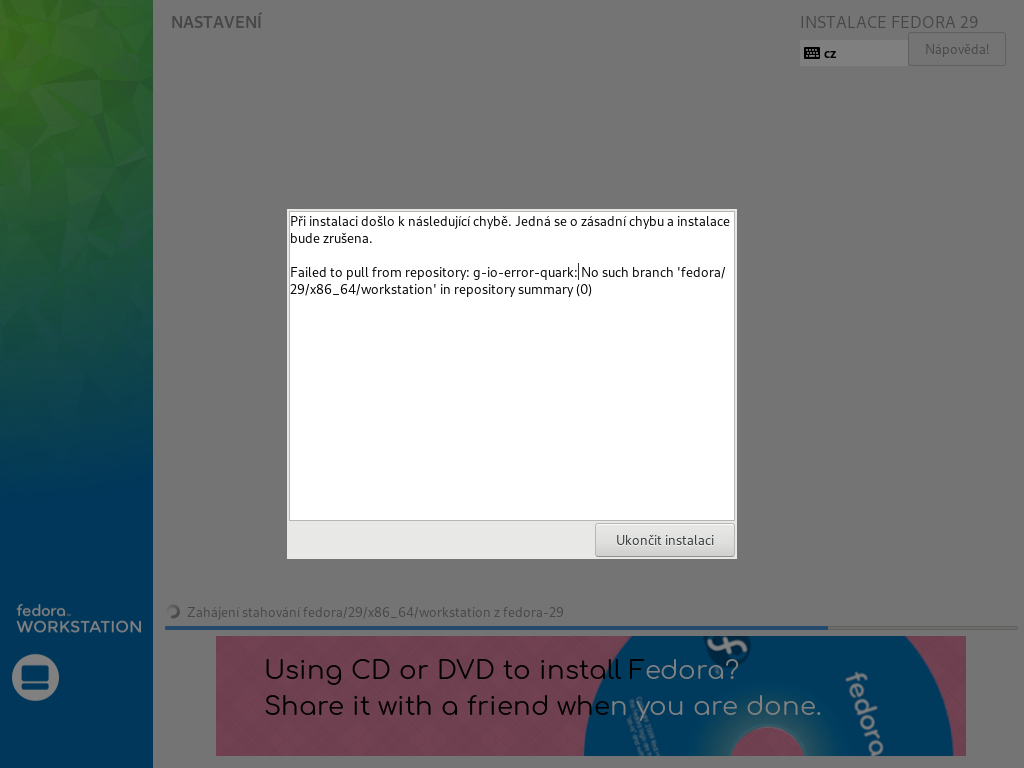 NASTAVENÍ
INSTALACE FEDORA 29
cz
Nápověda!
Při instalaci došlo k následující chybě. Jedná se o zásadní chybu a instalace
bude zrušena.
Failed to pull from repository: g-io-error-quark: No such branch 'fedora/
29/x86_64/workstation' in repository summary (0)
Ukončit instalaci
fedora
WORKSTATION
Zahájení stahování fedora/29/x86_64/workstation z fedora-29
Using CD or DVD to install Fedora?
Share it with a friend when you are done.
fedora